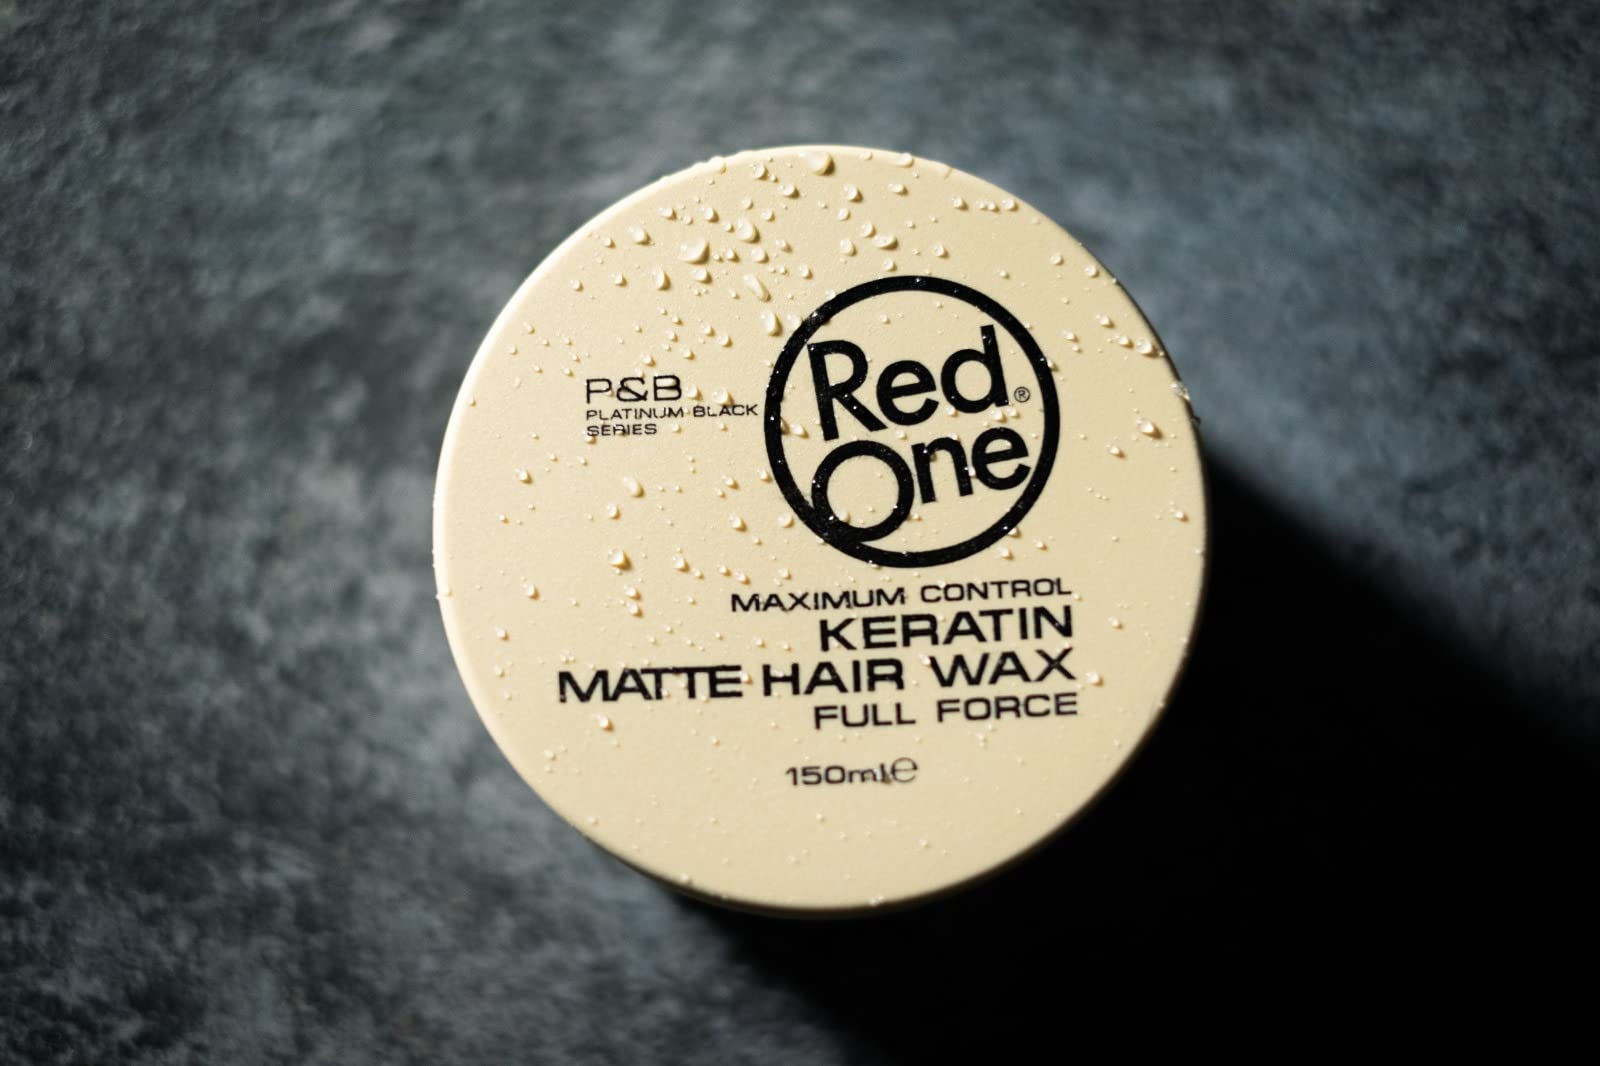 P&B
PLATINUM BLACK
SERIES
Red®
One
MAXIMUM CONTROL
KERATIN
MATTE HAIR WAX
FULL FORCE
150ml℮